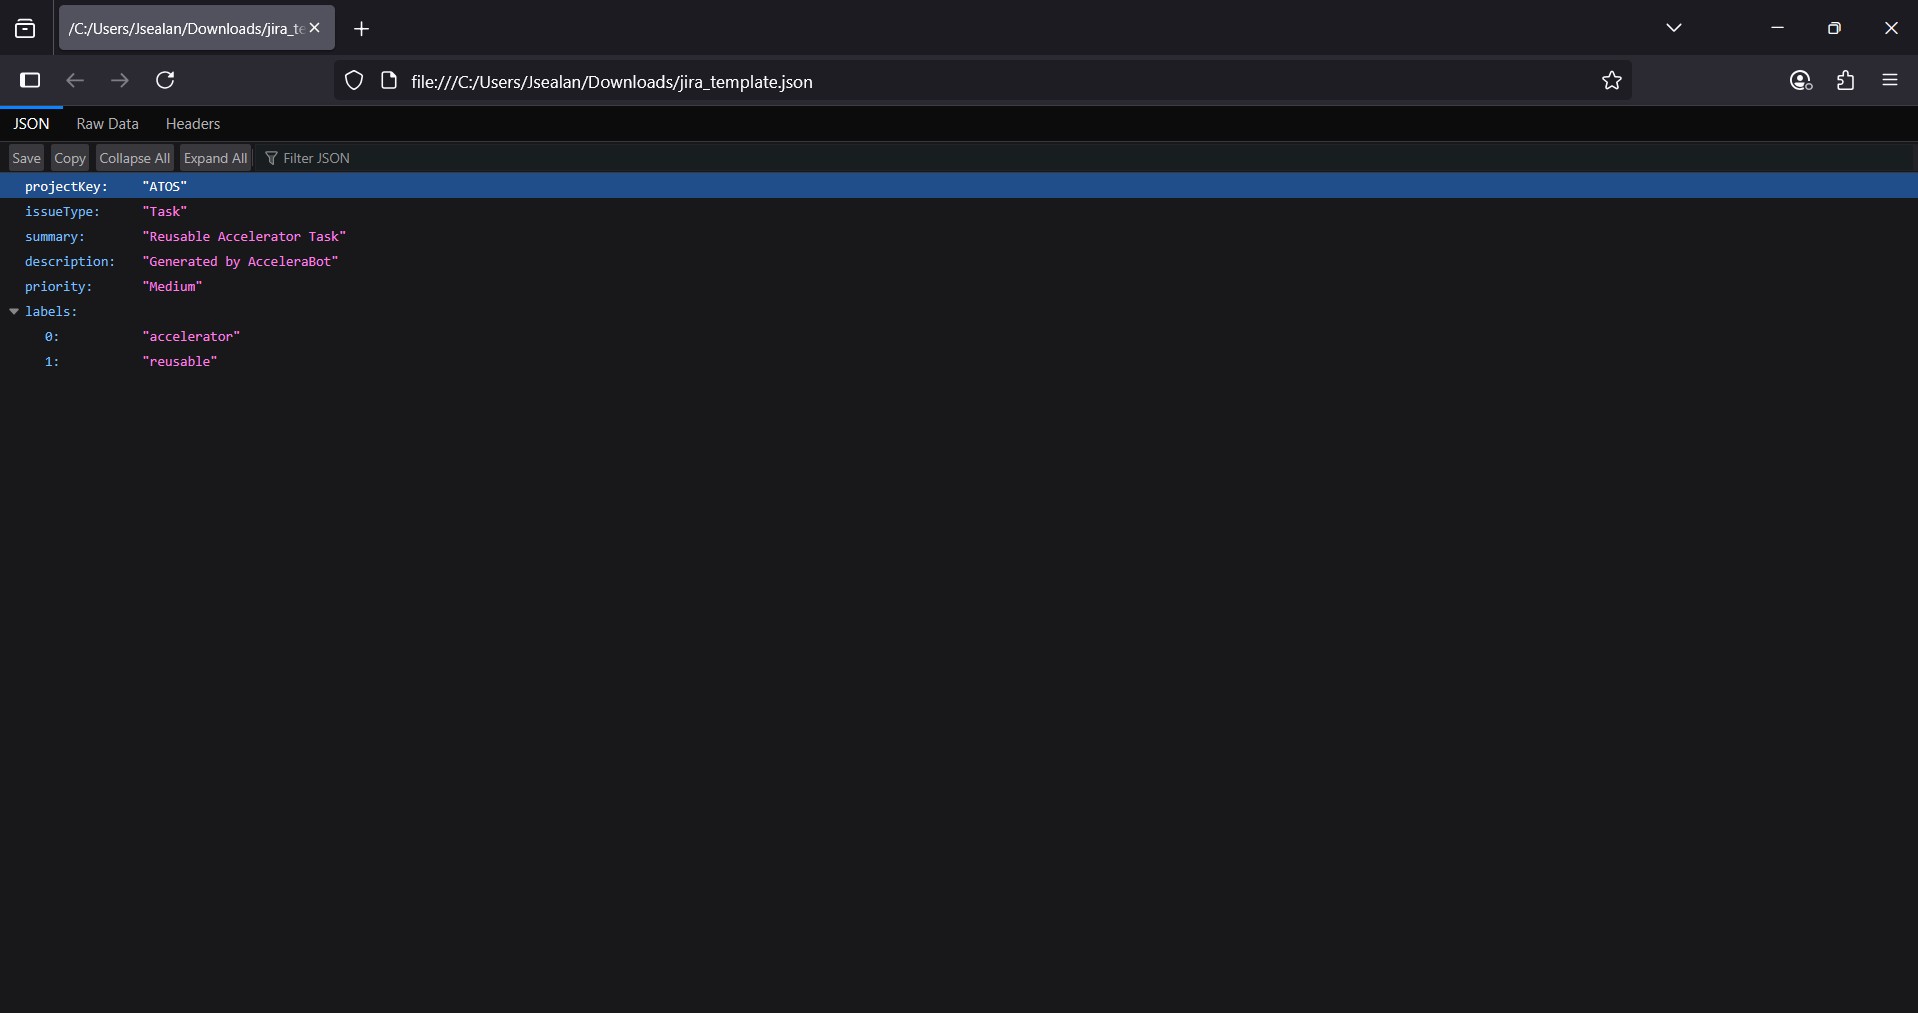 /C:/Users/Jsealan/Downloads/jira_te
file:///C:/Users/Jsealan/Downloads/jira_template.json
JSON Raw Data Headers
Save Copy Collapse All Expand All Filter JSON
projectKey: "ATOS"
issueType: "Task"
summary: "Reusable Accelerator Task"
description: "Generated by AcceleraBot"
priority: "Medium"
labels:
0: "accelerator"
1: "reusable"